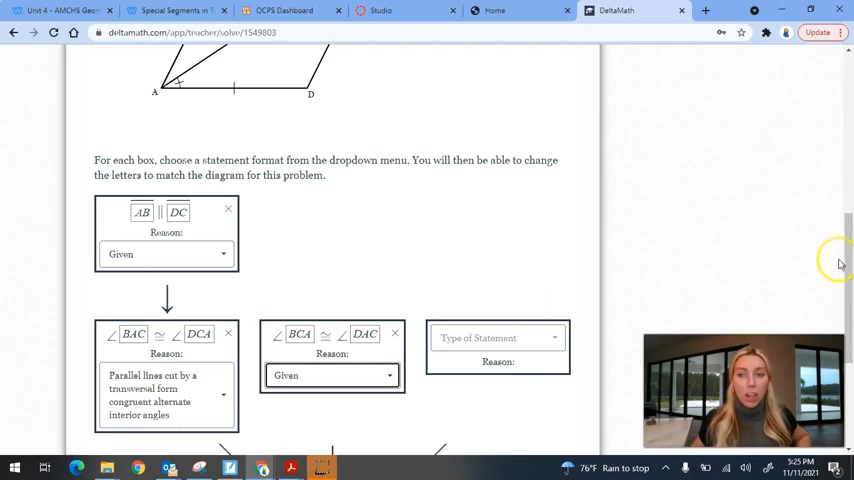 Unit 4 - AMCHS Geom
Special Segments in T
OCPS Dashboard
Studio
Home
DeltaMath
deltamath.com/app/teacher/solve/1549803
Update
A
D
For each box, choose a statement format from the dropdown menu. You will then be able to change
the letters to match the diagram for this problem.
AB || DC
Reason:
Given
∠ BAC ≅ ∠ DCA
Reason:
Parallel lines cut by a
transversal form
congruent alternate
interior angles
∠ BCA ≅ ∠ DAC
Reason:
Given
Type of Statement
Reason:
76°F Rain to stop
5:25 PM
11/11/2021
2